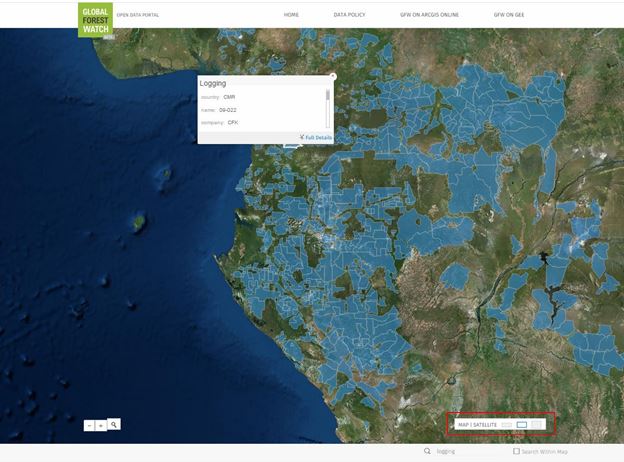 GLOBAL
FOREST
WATCH
OPEN DATA PORTAL
HOME
DATA POLICY
GFW ON ARCGIS ONLINE
GFW ON GEE
BETA
Logging
country: CMR
name: 09-022
company: CFK
Full Details
MAP | SATELLITE
logging
Search Within Map